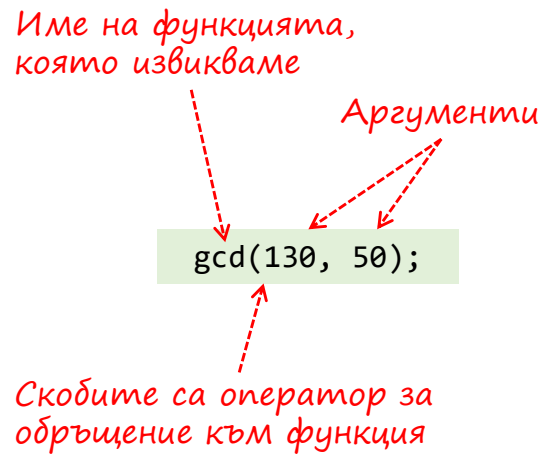 Име на функцията,
която извикваме
Аргументи
gcd(130, 50);
Скобите са оператор за
обръщение към функция